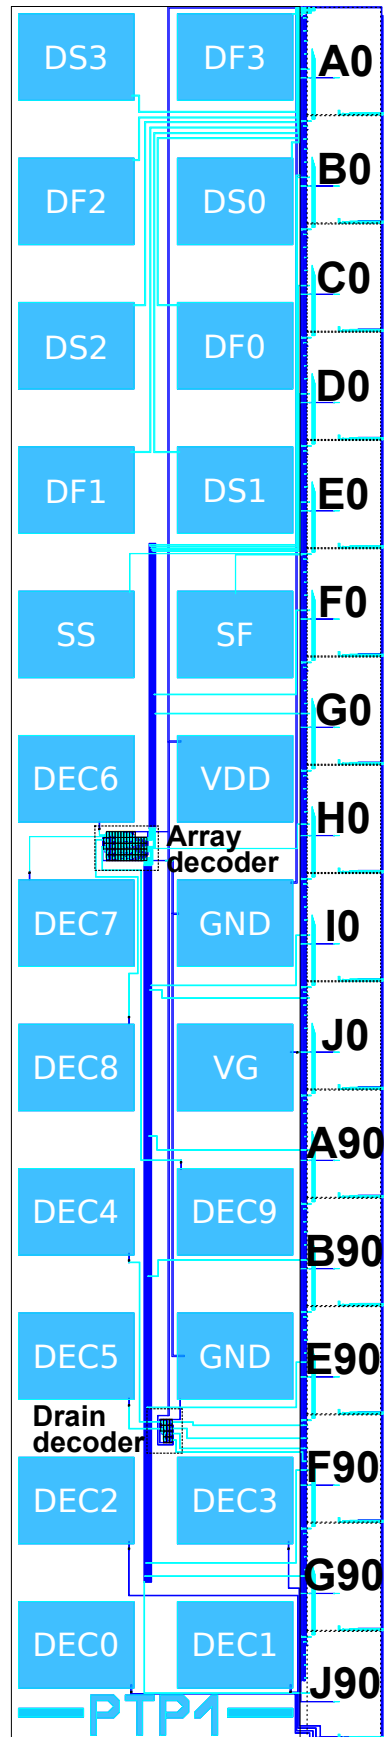 DS3 DF3 A0
DF2 DS0 B0
DS2 DF0 C0
D0
DF1 DS1 E0
SS SF F0
G0
DEC6 VDD H0
Array
decoder
DEC7 GND I0
DEC8 VG J0
A90
DEC4 DEC9 B90
DEC5 GND E90
Drain
decoder
F90
DEC2 DEC3 G90
DEC0 DEC1 J90
PTP1